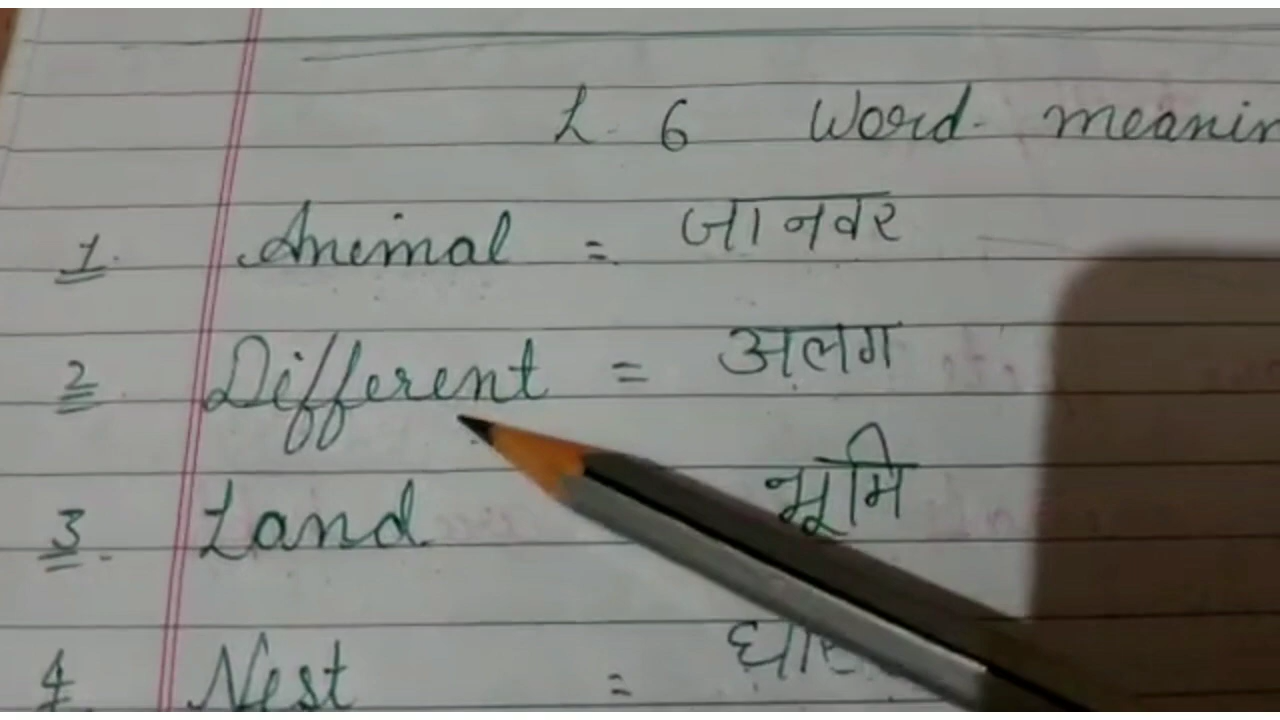 L. 6 Word meanin
1. Animal = जानवर
2 Different = अलग
3. Land भूमि
4. Nest =